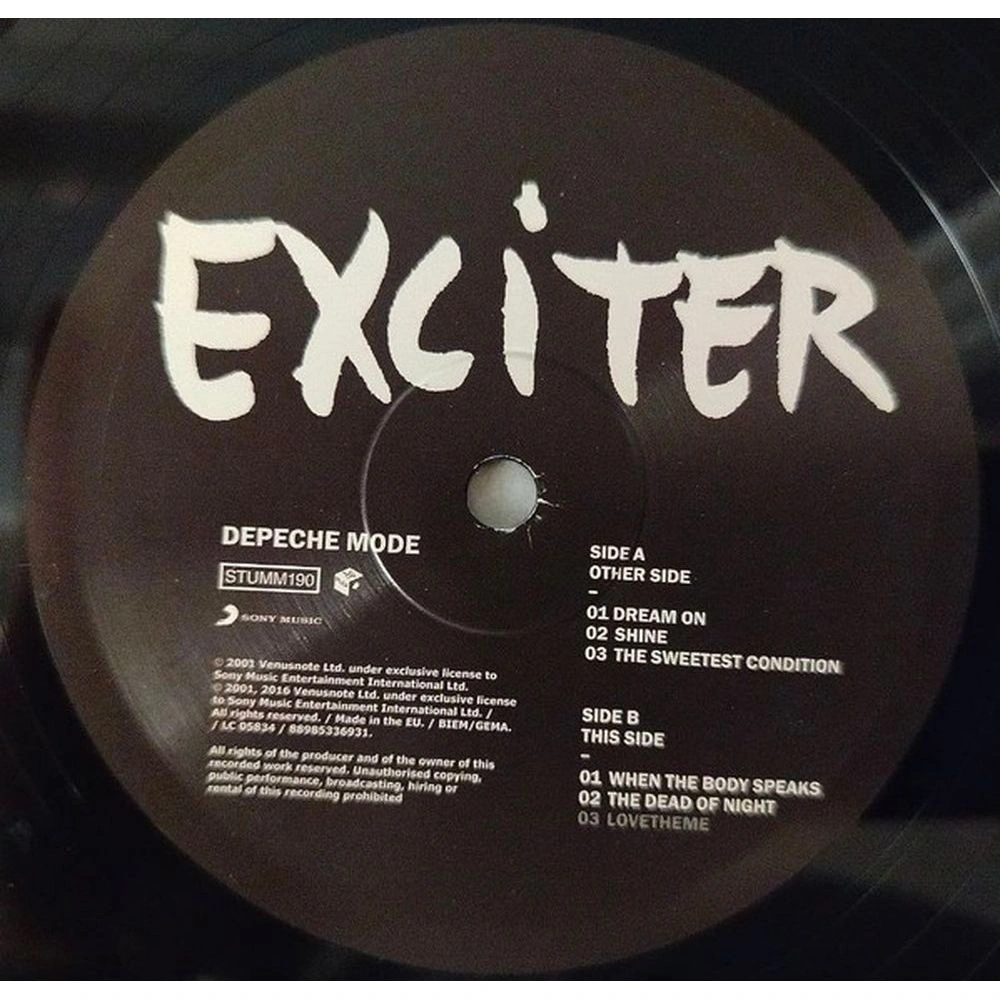 EXCiTER
DEPECHE MODE
STUMM190
SONY MUSIC
℗ 2001 Venusnote Ltd. under exclusive license to
Sony Music Entertainment International Ltd.
© 2001, 2016 Venusnote Ltd. under exclusive license
to Sony Music Entertainment International Ltd. /
All rights reserved. / Made in the EU. / BIEM/GEMA.
/ LC 05834 / 88985336931.
All rights of the producer and of the owner of this
recorded work reserved. Unauthorised copying,
public performance, broadcasting, hiring or
rental of this recording prohibited
SIDE A
OTHER SIDE
–
01 DREAM ON
02 SHINE
03 THE SWEETEST CONDITION
SIDE B
THIS SIDE
–
01 WHEN THE BODY SPEAKS
02 THE DEAD OF NIGHT
03 LOVETHEME